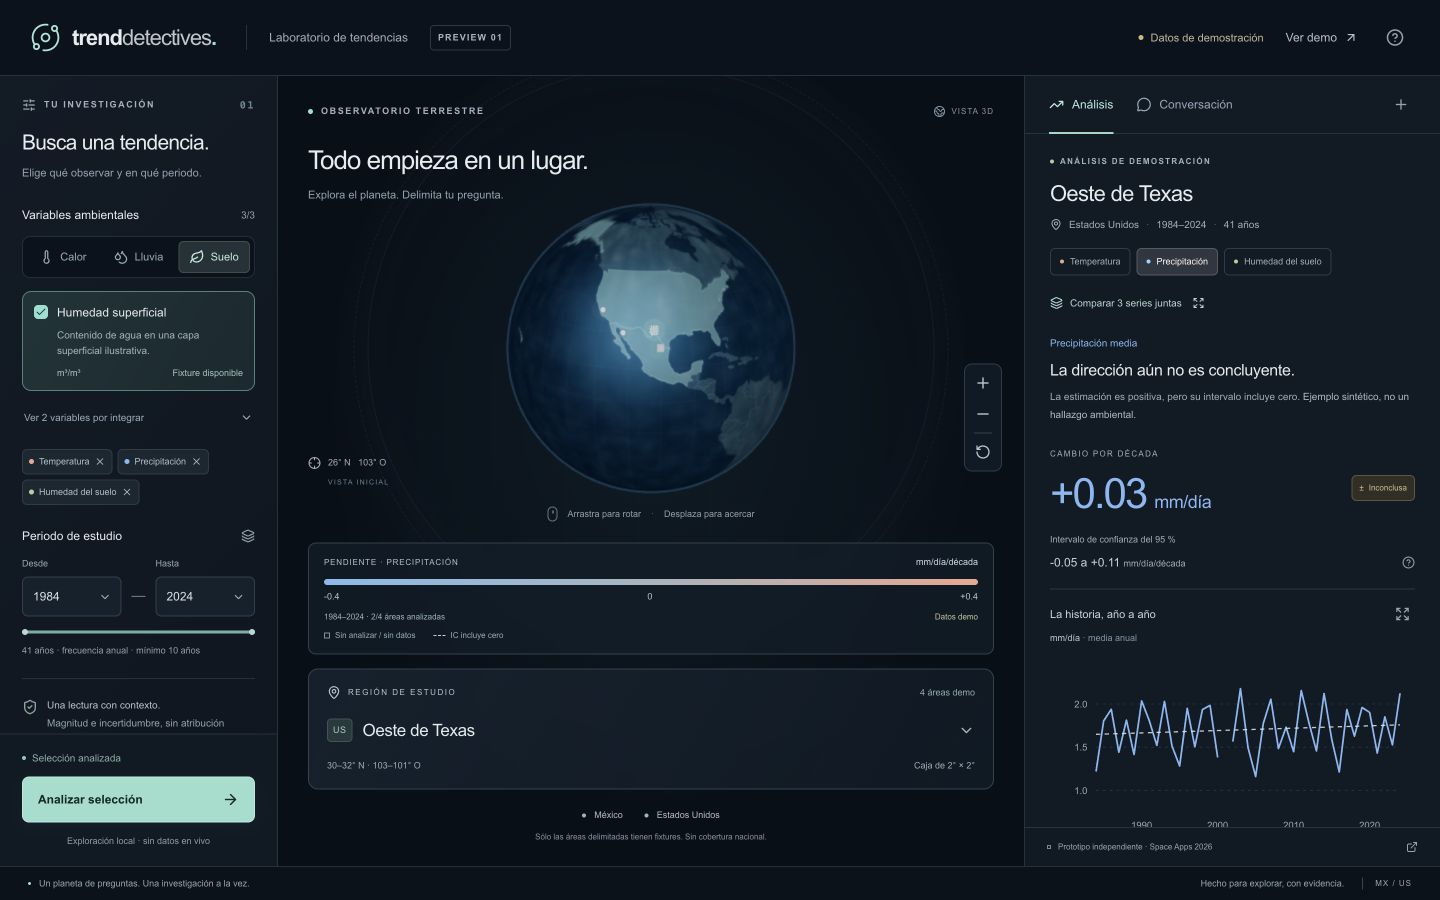 trenddetectives.
Laboratorio de tendencias
PREVIEW 01
Datos de demostración
Ver demo
TU INVESTIGACIÓN
01
Busca una tendencia.
Elige qué observar y en qué periodo.
Variables ambientales
3/3
Calor
Lluvia
Suelo
Humedad superficial
Contenido de agua en una capa
superficial ilustrativa.
m³/m³
Fixture disponible
Ver 2 variables por integrar
Temperatura
Precipitación
Humedad del suelo
Periodo de estudio
Desde
Hasta
1984
—
2024
41 años · frecuencia anual · mínimo 10 años
Una lectura con contexto.
Magnitud e incertidumbre, sin atribución
Selección analizada
Analizar selección
Exploración local · sin datos en vivo
OBSERVATORIO TERRESTRE
VISTA 3D
Todo empieza en un lugar.
Explora el planeta. Delimita tu pregunta.
26° N 103° O
VISTA INICIAL
Arrastra para rotar · Desplaza para acercar
PENDIENTE · PRECIPITACIÓN
mm/día/década
-0.4
0
+0.4
1984–2024 · 2/4 áreas analizadas
Datos demo
Sin analizar / sin datos
IC incluye cero
REGIÓN DE ESTUDIO
4 áreas demo
US
Oeste de Texas
30–32° N · 103–101° O
Caja de 2° × 2°
México
Estados Unidos
Sólo las áreas delimitadas tienen fixtures. Sin cobertura nacional.
Análisis
Conversación
ANÁLISIS DE DEMOSTRACIÓN
Oeste de Texas
Estados Unidos · 1984–2024 · 41 años
Temperatura
Precipitación
Humedad del suelo
Comparar 3 series juntas
Precipitación media
La dirección aún no es concluyente.
La estimación es positiva, pero su intervalo incluye cero. Ejemplo sintético, no un
hallazgo ambiental.
CAMBIO POR DÉCADA
+0.03 mm/día
± Inconclusa
Intervalo de confianza del 95 %
-0.05 a +0.11 mm/día/década
La historia, año a año
mm/día · media anual
2.0
1.5
1.0
1990
2000
2010
2020
Prototipo independiente · Space Apps 2026
Un planeta de preguntas. Una investigación a la vez.
Hecho para explorar, con evidencia.
MX / US